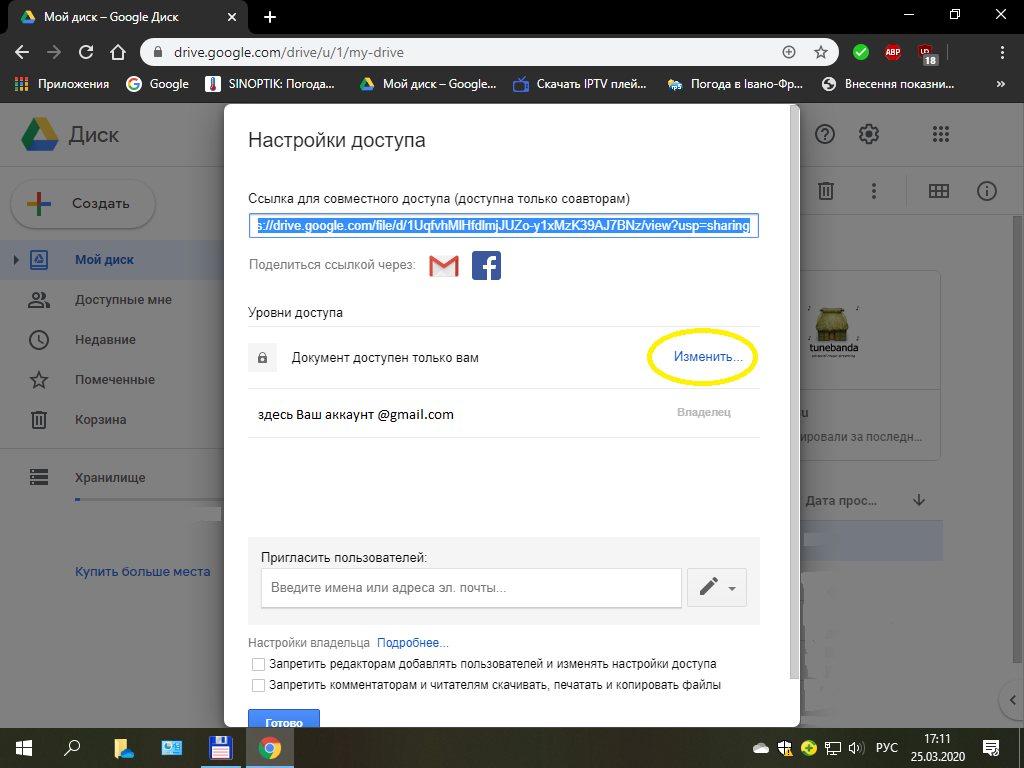 Мой диск – Google Диск
drive.google.com/drive/u/1/my-drive
ABP
18
Приложения
Google
SINOPTIK: Погода...
Мой диск – Google...
Скачать IPTV плей...
Погода в Івано-Фр...
Внесення показни...
»
Диск
Создать
Мой диск
Доступные мне
Недавние
Помеченные
Корзина
Хранилище
Купить больше места
Настройки доступа
Ссылка для совместного доступа (доступна только соавторам)
s://drive.google.com/file/d/1UqfvhMlHfdlmjJUZo-y1xMzK39AJ7BNz/view?usp=sharing
Поделиться ссылкой через:
Уровни доступа
Документ доступен только вам
Изменить...
здесь Ваш аккаунт @gmail.com
Владелец
Пригласить пользователей:
Введите имена или адреса эл. почты...
Настройки владельца Подробнее...
Запретить редакторам добавлять пользователей и изменять настройки доступа
Запретить комментаторам и читателям скачивать, печатать и копировать файлы
Готово
tunebanda
u
ировали за последн...
Дата прос...
РУС
17:11
25.03.2020